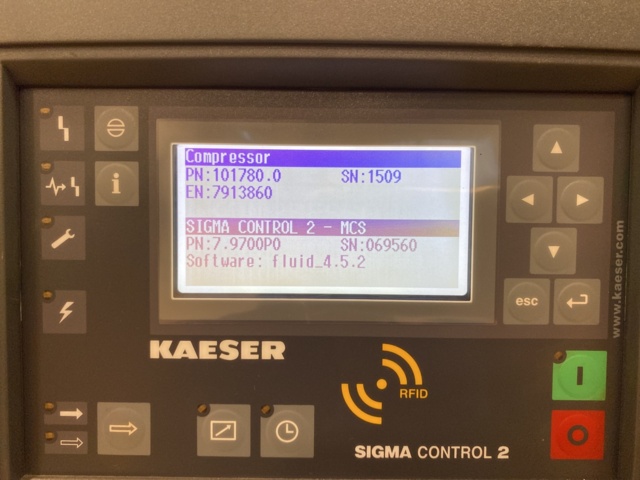 Compressor
PN:101780.0 SN:1509
EN:7913860
SIGMA CONTROL 2 - MCS
PN:7.9700P0 SN:069560
Software: fluid_4.5.2
esc
www.kaeser.com
KAESER
RFID
I
SIGMA CONTROL 2
O